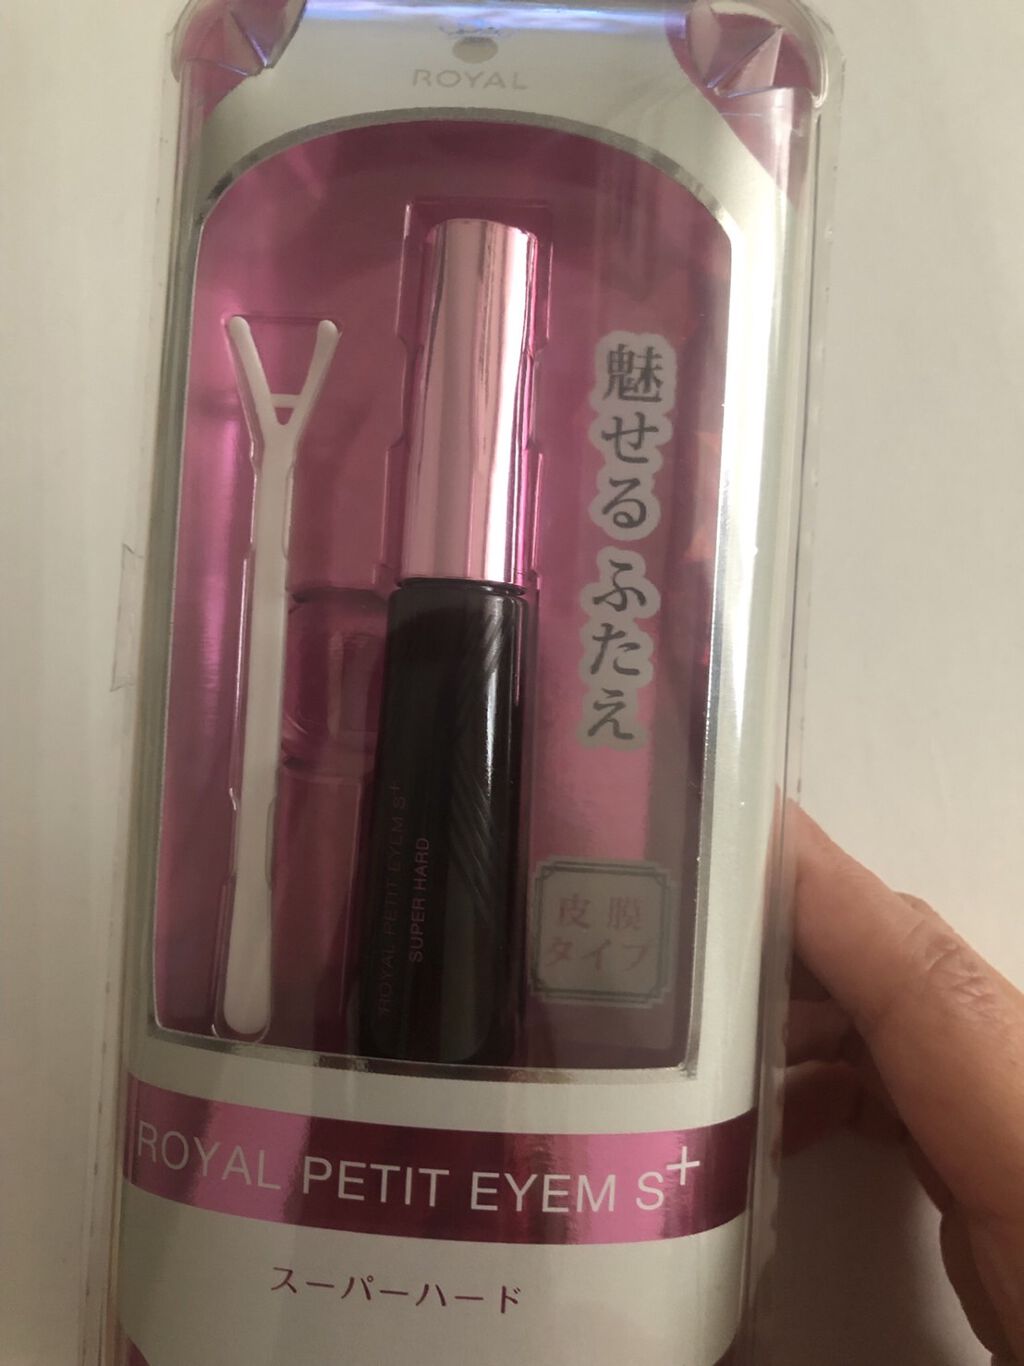 ROYAL
魅せる ふたえ
ROYAL PETIT EYEM S+
SUPER HARD
皮膜
タイプ
ROYAL PETIT EYEM S+
スーパーハード